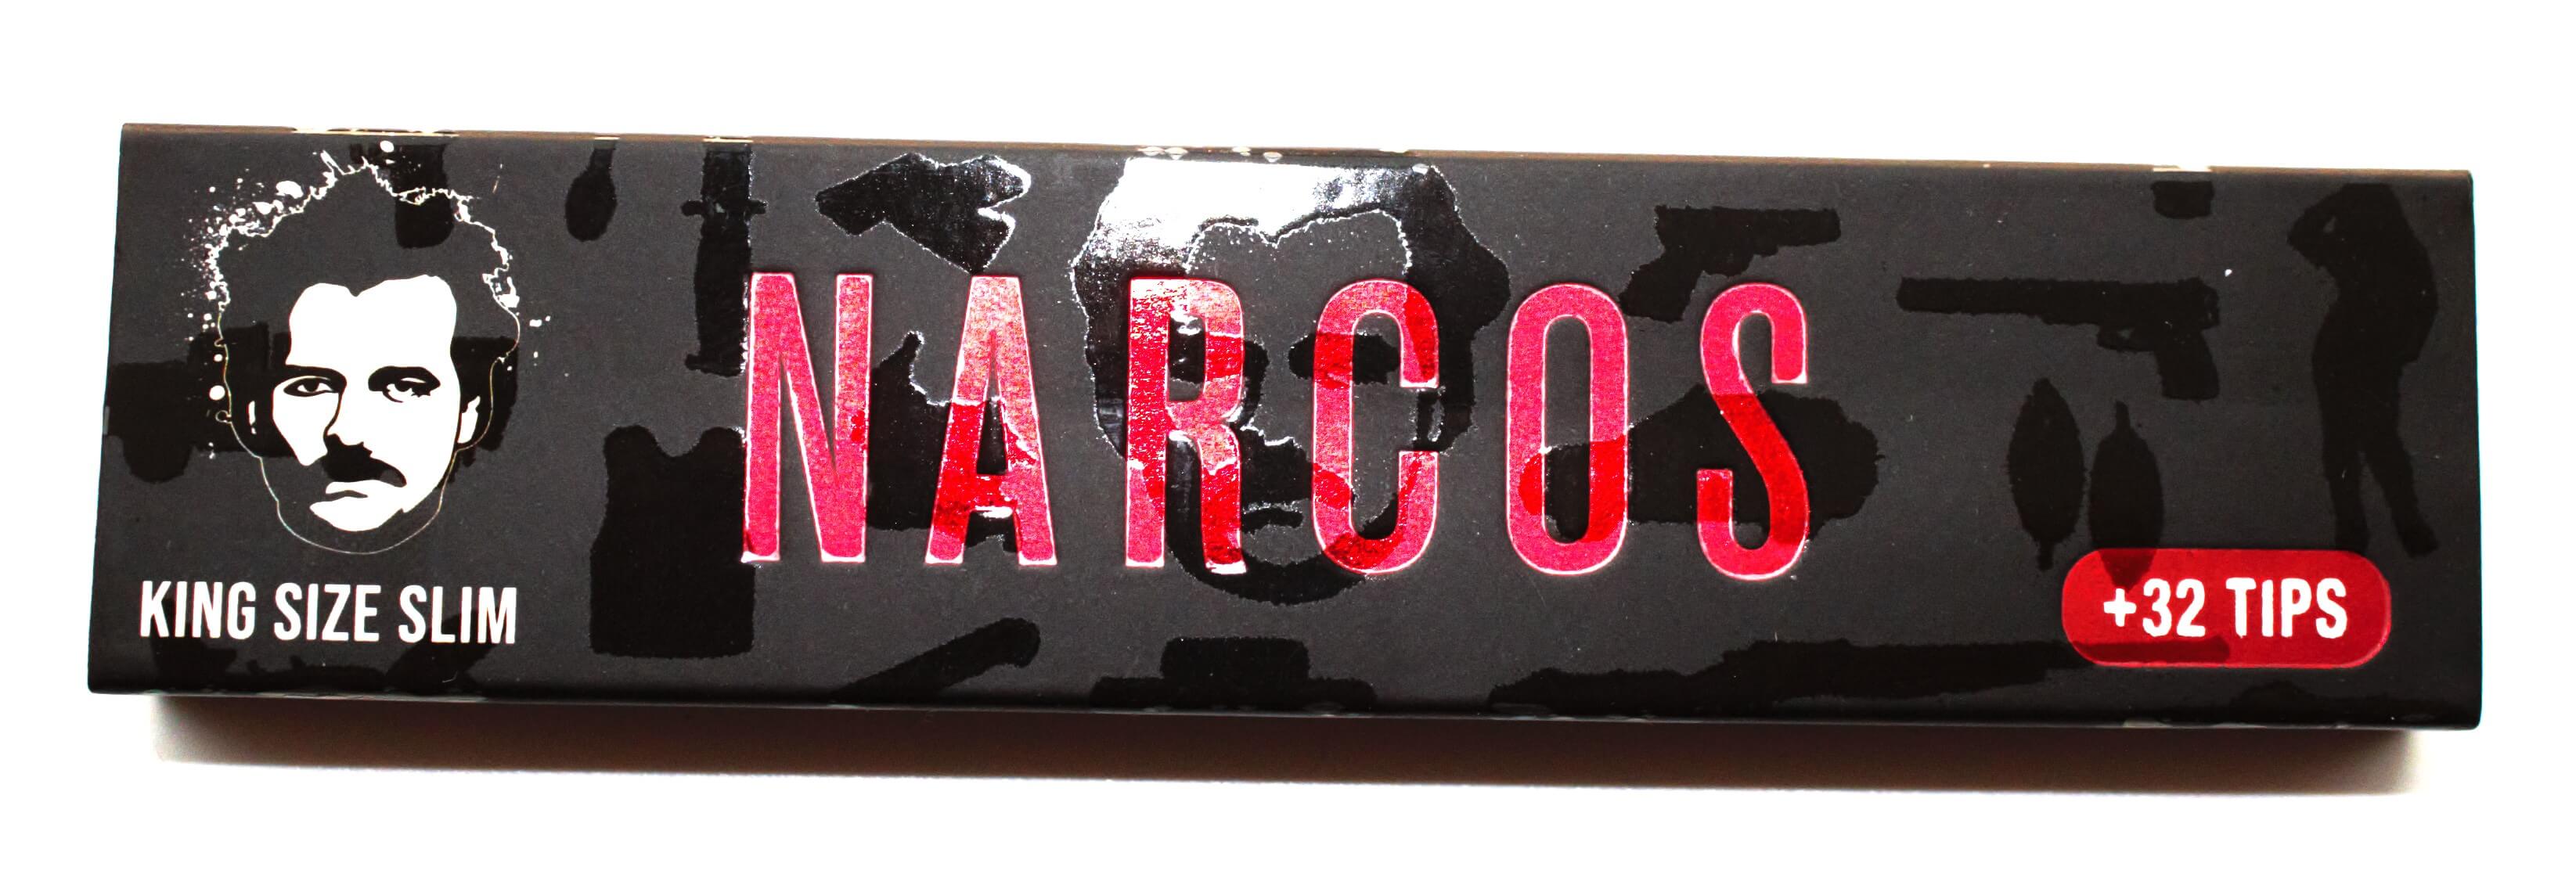 NARCOS
KING SIZE SLIM
+32 TIPS